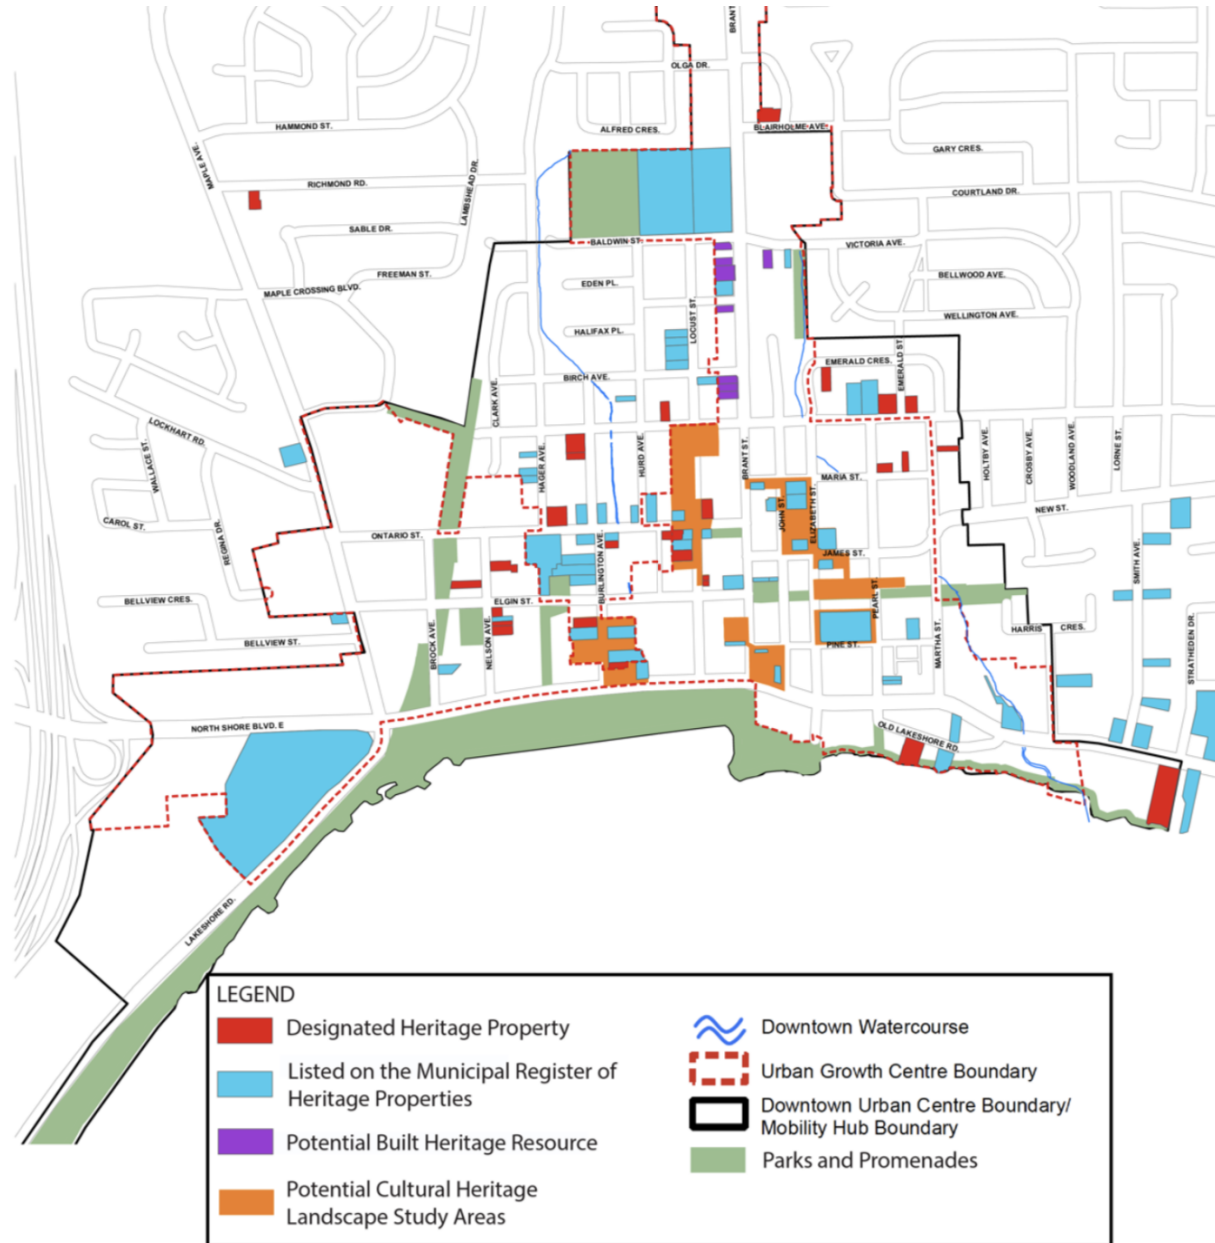 BRANT
OLGA DR.
HAMMOND ST.
ALFRED CRES.
BLAIRHOLME AVE.
MAPLE AVE.
GARY CRES.
RICHMOND RD.
LAMBSHEAD DR.
COURTLAND DR.
SABLE DR.
BALDWIN ST.
VICTORIA AVE.
FREEMAN ST.
EDEN PL.
BELLWOOD AVE.
MAPLE CROSSING BLVD.
LOCUST ST.
WELLINGTON AVE.
HALIFAX PL.
EMERALD CRES.
EMERALD ST.
BIRCH AVE.
CLARK AVE.
LOCKHART RD.
WALLACE ST.
HAGER AVE.
HURD AVE.
BRANT ST.
MARIA ST.
HOLTBY AVE.
CROSBY AVE.
WOODLAND AVE.
LORNE ST.
CAROL ST.
REGINA DR.
ONTARIO ST.
BURLINGTON AVE.
JOHN ST.
ELIZABETH ST.
NEW ST.
JAMES ST.
SMITH AVE.
BELLVIEW CRES.
ELGIN ST.
PEARL ST.
BELLVIEW ST.
BROCK AVE.
NELSON AVE.
PINE ST.
MARTHA ST.
HARRIS CRES.
STRATHEDEN DR.
NORTH SHORE BLVD. E
OLD LAKESHORE RD.
LAKESHORE RD.
LEGEND
Designated Heritage Property
Listed on the Municipal Register of
Heritage Properties
Potential Built Heritage Resource
Potential Cultural Heritage
Landscape Study Areas
Downtown Watercourse
Urban Growth Centre Boundary
Downtown Urban Centre Boundary/
Mobility Hub Boundary
Parks and Promenades